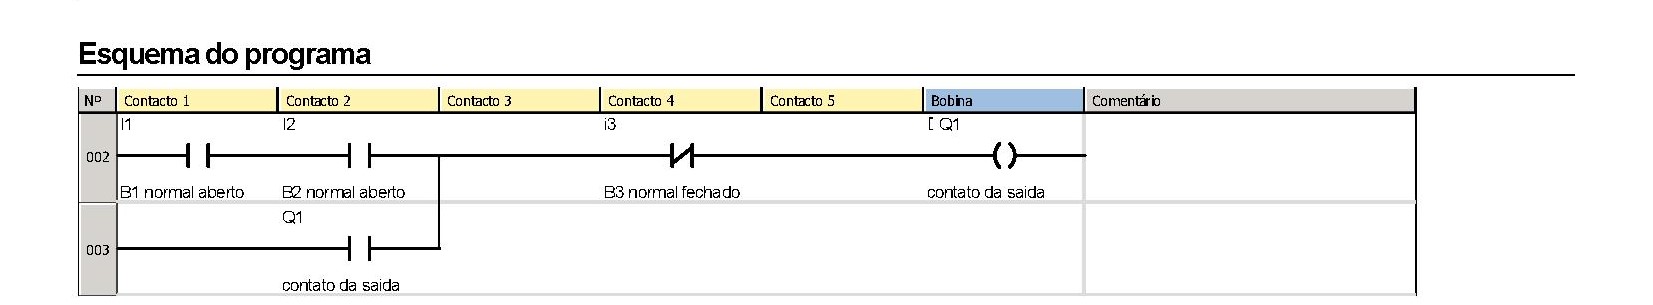 Esquema do programa
Nº Contacto 1 Contacto 2 Contacto 3 Contacto 4 Contacto 5 Bobina Comentário
I1 I2 i3 [ Q1
002
B1 normal aberto B2 normal aberto B3 normal fechado contato da saida
Q1
003
contato da saida